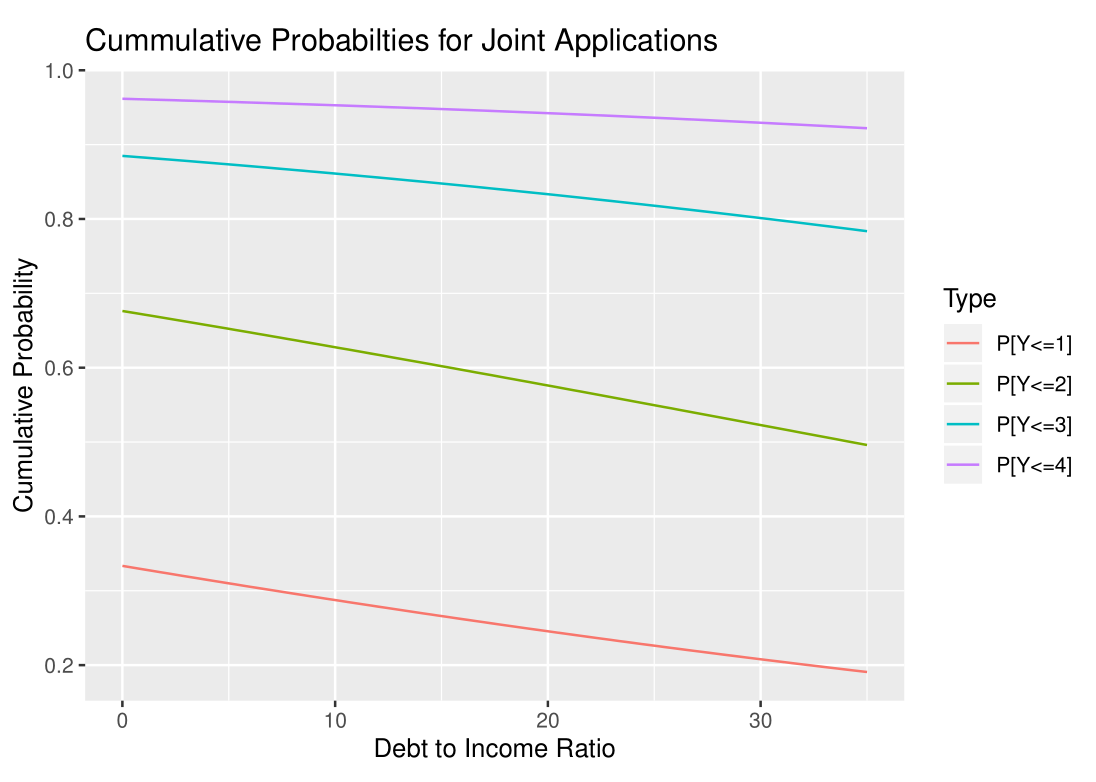 Cummulative Probabilties for Joint Applications
1.0
0.8
0.6
0.4
0.2
Cumulative Probability
0
10
20
30
Debt to Income Ratio
Type
P[Y<=1]
P[Y<=2]
P[Y<=3]
P[Y<=4]